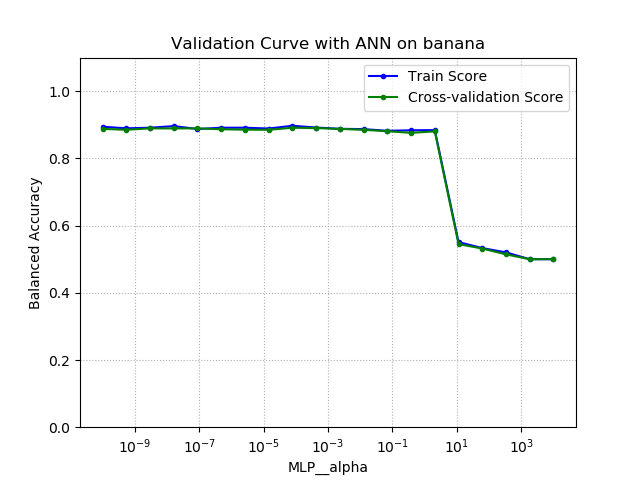 Validation Curve with ANN on banana
Train Score
Cross-validation Score
Balanced Accuracy
1.0
0.8
0.6
0.4
0.2
0.0
10⁻⁹ 10⁻⁷ 10⁻⁵ 10⁻³ 10⁻¹ 10¹ 10³
MLP__alpha